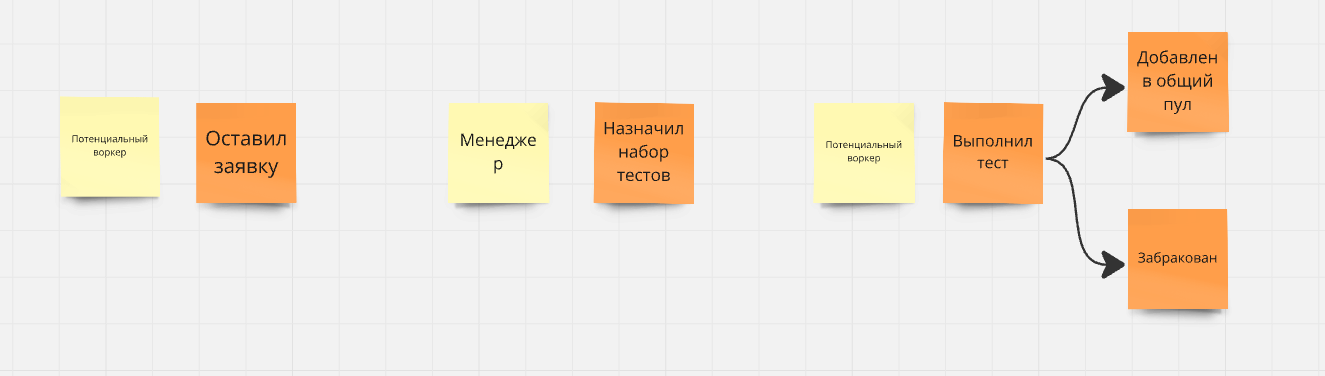 Потенциальный
воркер
Оставил
заявку
Менедже
р
Назначил
набор
тестов
Потенциальный
воркер
Выполнил
тест
Добавлен
в общий
пул
Забракован